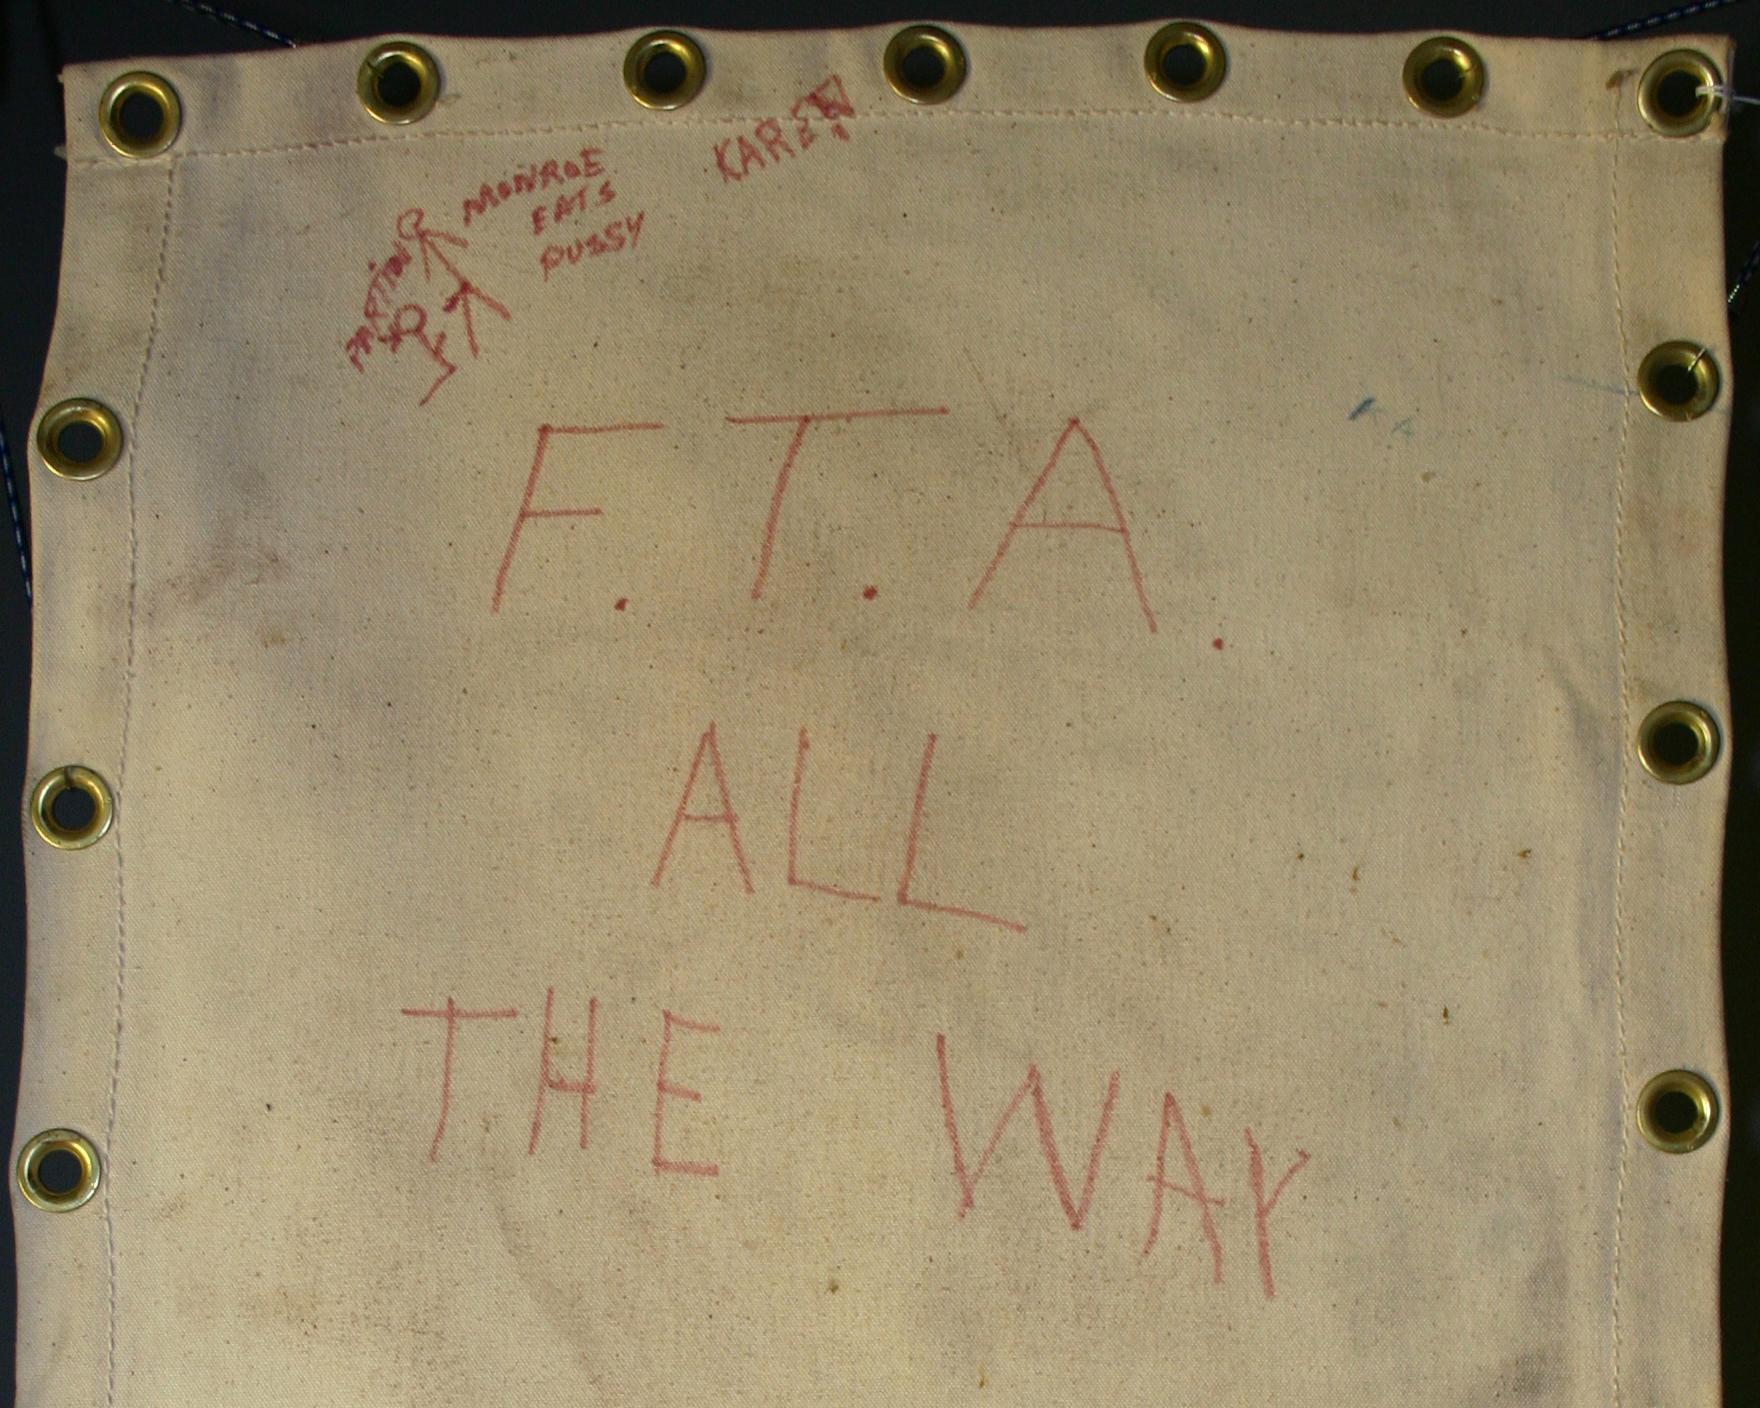 KAREN
MONROE
EATS
PUSSY
F.T.A.
ALL
THE WAY